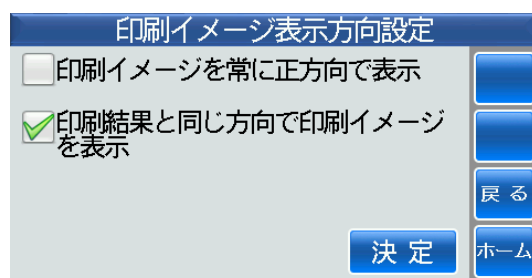 印刷イメージ表示方向設定
印刷イメージを常に正方向で表示
印刷結果と同じ方向で印刷イメージ
を表示
戻る
決定
ホーム